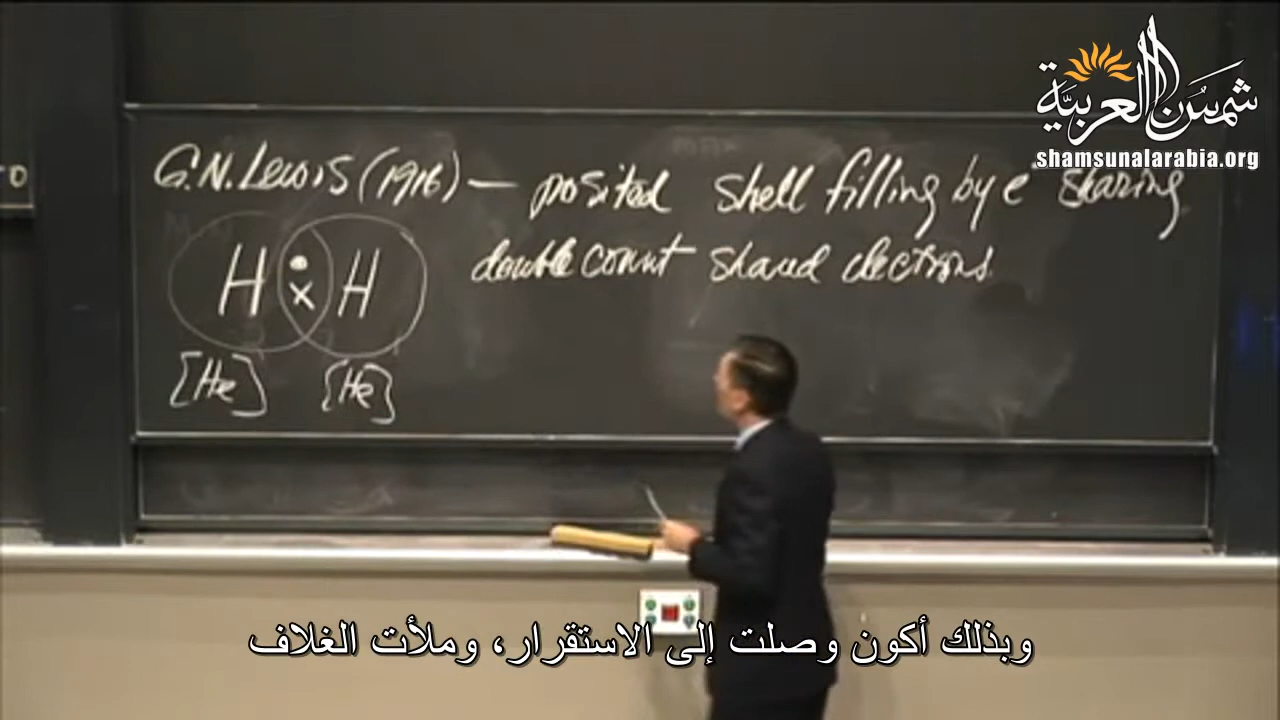 شمسُ العربيّة
shamsunalarabia.org
G.N. Lewis (1916) — posited shell filling by e⁻ sharing
H • x H
double count shared electrons
[He] [He]
وبذلك أكون وصلت إلى الاستقرار، وملأت الغلاف